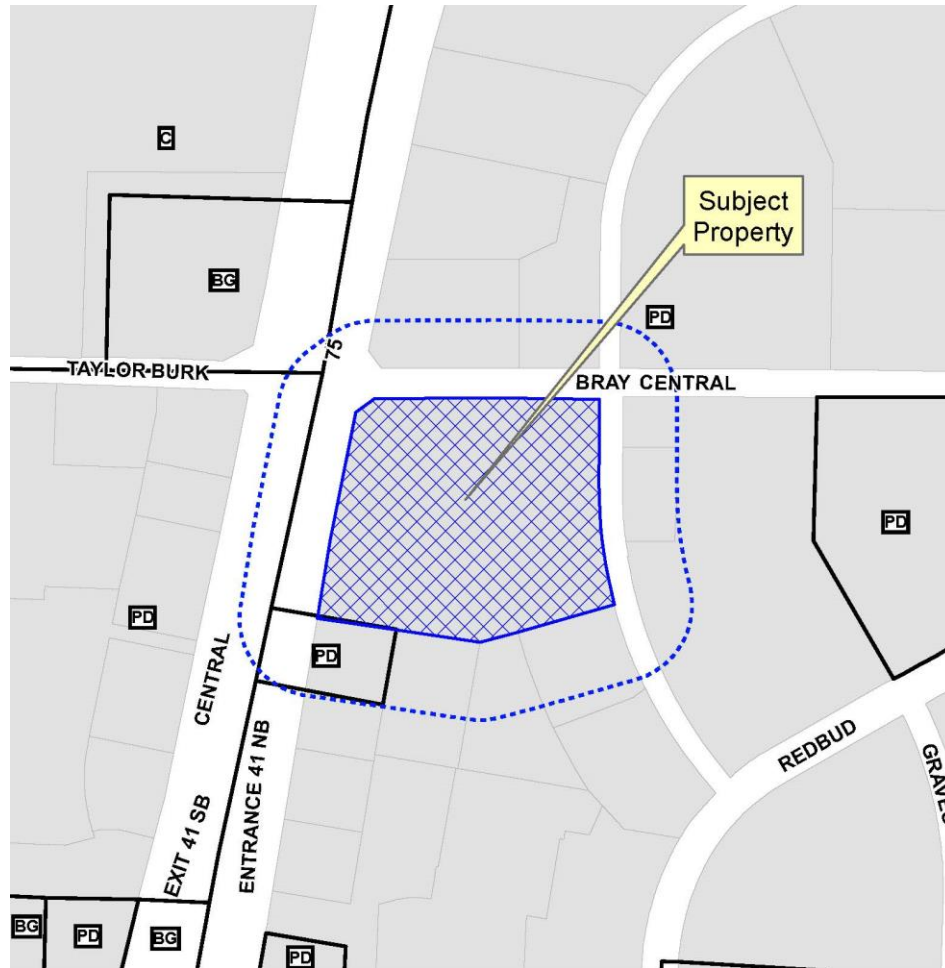 C
Subject
Property
BG
PD
75
TAYLOR BURK
BRAY CENTRAL
PD
PD
PD
CENTRAL
ENTRANCE 41 NB
EXIT 41 SB
REDBUD
BG
PD
BG
PD